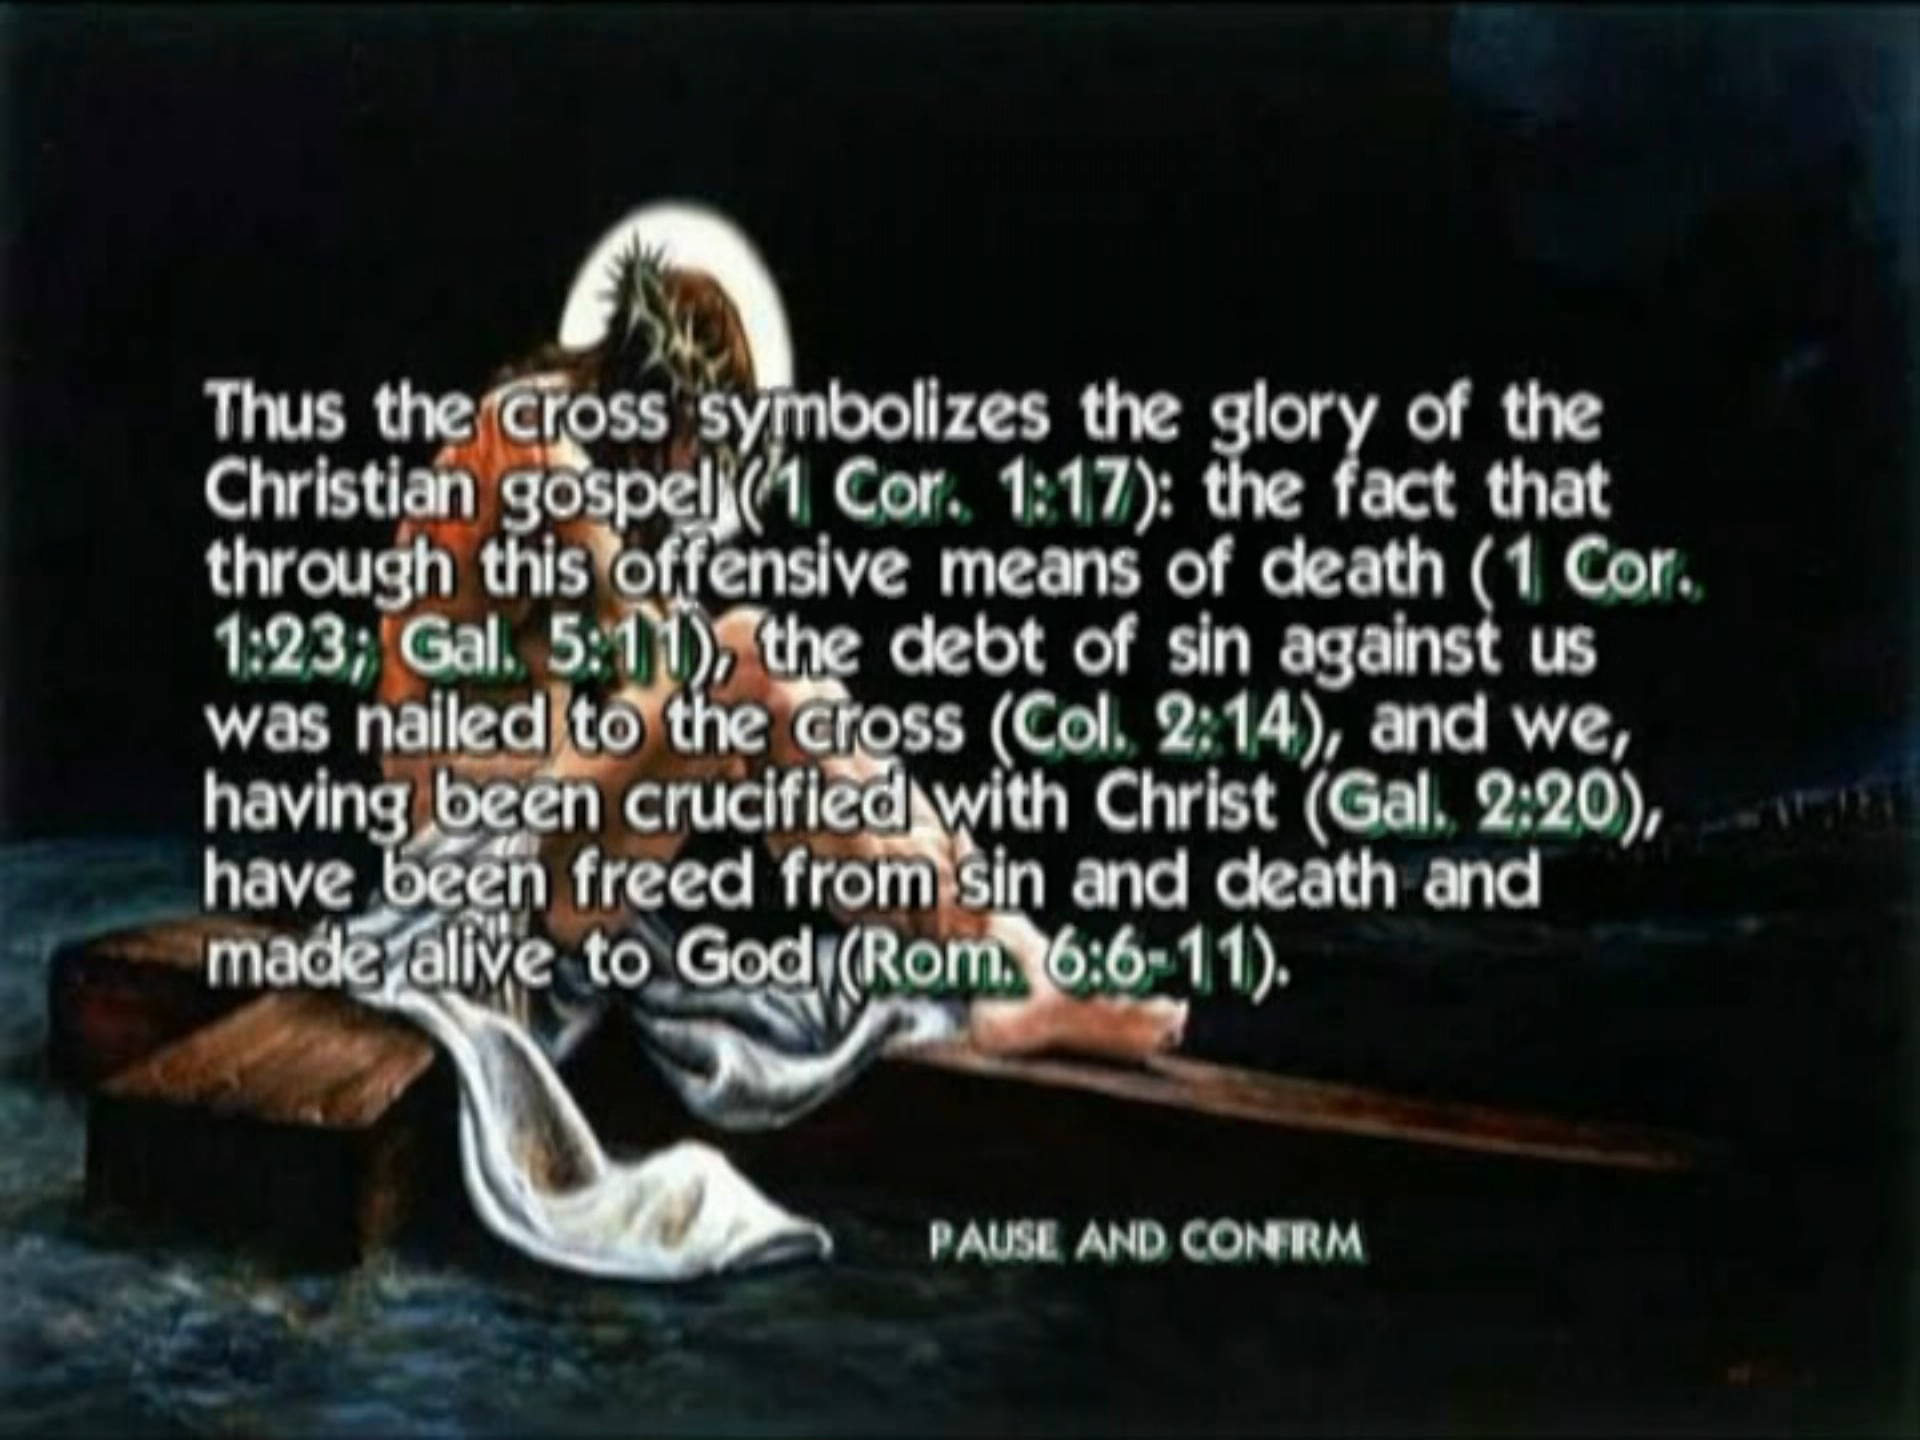 Thus the cross symbolizes the glory of the
Christian gospel (1 Cor. 1:17): the fact that
through this offensive means of death (1 Cor.
1:23; Gal. 5:11), the debt of sin against us
was nailed to the cross (Col. 2:14), and we,
having been crucified with Christ (Gal. 2:20),
have been freed from sin and death and
made alive to God (Rom. 6:6-11).
PAUSE AND CONFIRM